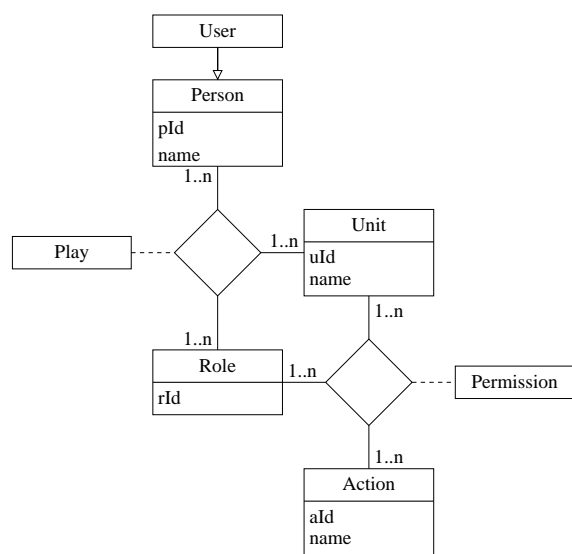 User
Person
pId
name
1..n
Play
1..n
Unit
uId
name
1..n
1..n
Role
rId
1..n
Permission
1..n
Action
aId
name